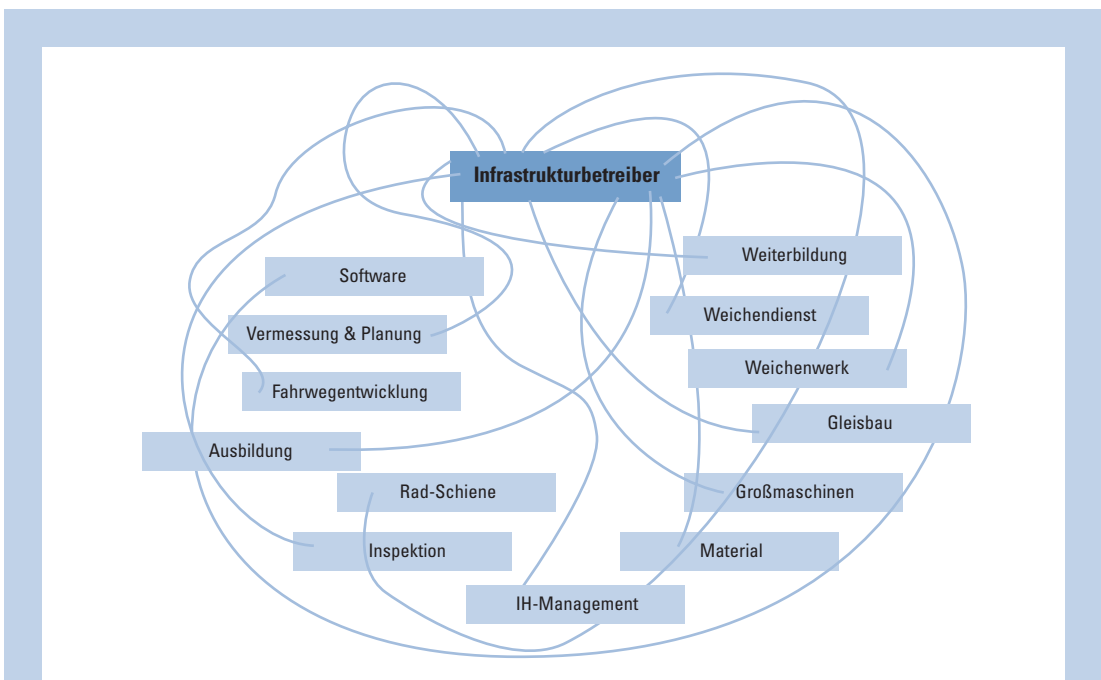 Infrastrukturbetreiber
Weiterbildung
Software
Weichendienst
Vermessung & Planung
Weichenwerk
Fahrwegentwicklung
Gleisbau
Ausbildung
Rad-Schiene
Großmaschinen
Inspektion
Material
IH-Management